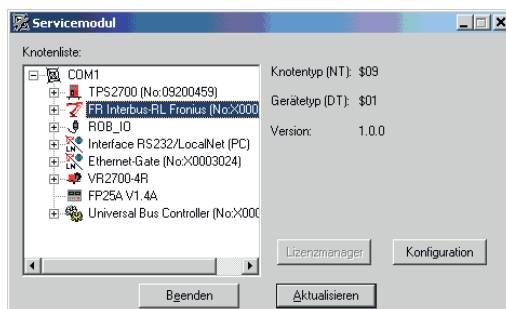 Servicemodul
Knotenliste:
COM1
TPS2700 (No:09200459)
FR Interbus-RL Fronius (No:X000
ROB_IO
Interface RS232/LocalNet (PC)
Ethernet-Gate (No:X0003024)
VR2700-4R
FP25A V1.4A
Universal Bus Controller (No:X000
Knotentyp (NT): $09
Gerätetyp (DT): $01
Version: 1.0.0
Lizenzmanager
Konfiguration
Beenden
Aktualisieren